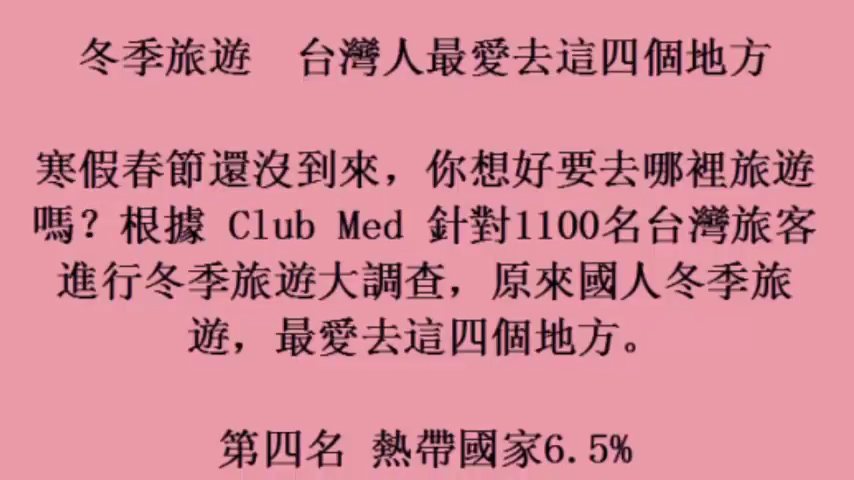 冬季旅遊　台灣人最愛去這四個地方
寒假春節還沒到來，你想好要去哪裡旅遊
嗎？根據 Club Med 針對1100名台灣旅客
進行冬季旅遊大調查，原來國人冬季旅
遊，最愛去這四個地方。
第四名 熱帶國家6.5%